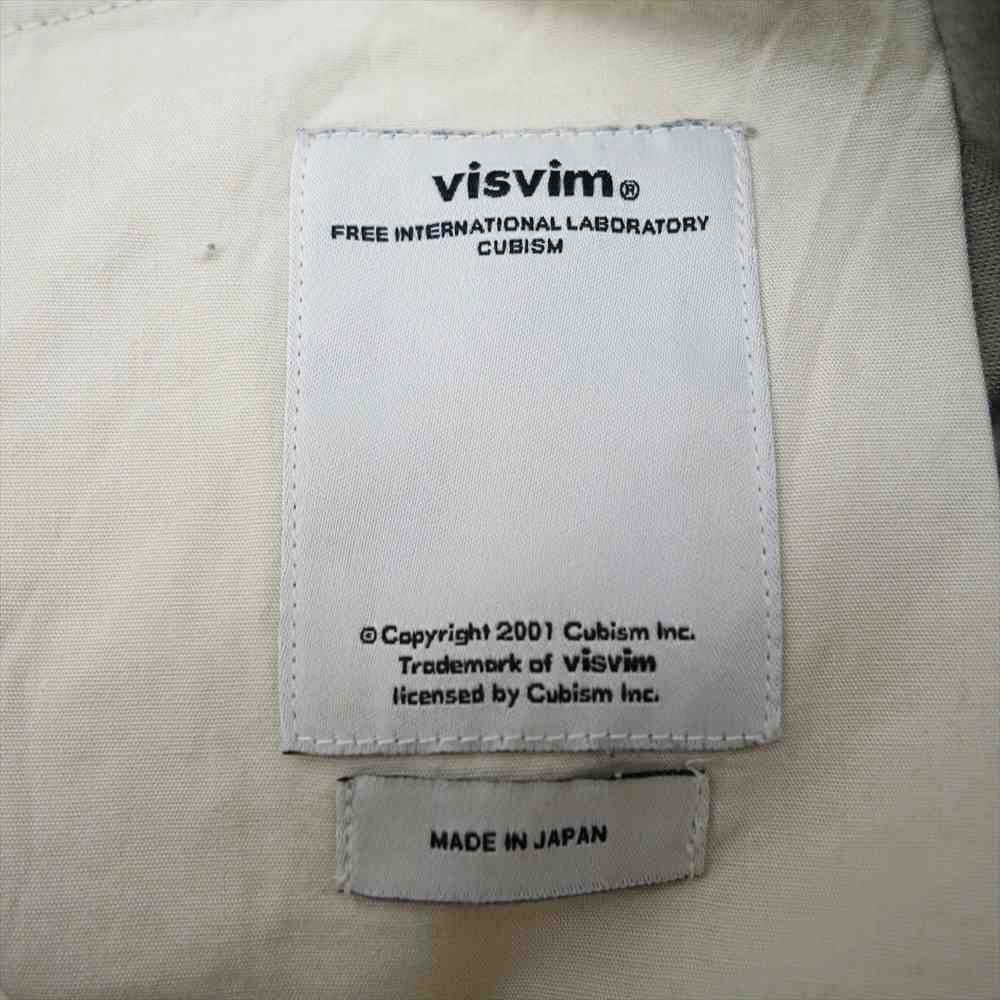 visvim®
FREE INTERNATIONAL LABORATORY
CUBISM
©Copyright 2001 Cubism Inc.
Trademark of visvim
licensed by Cubism Inc.
MADE IN JAPAN